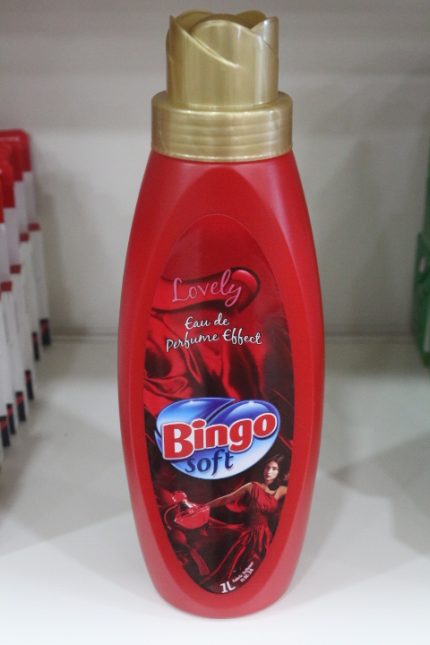 Lovely
Eau de
Perfume Effect
Bingo
soft
1L